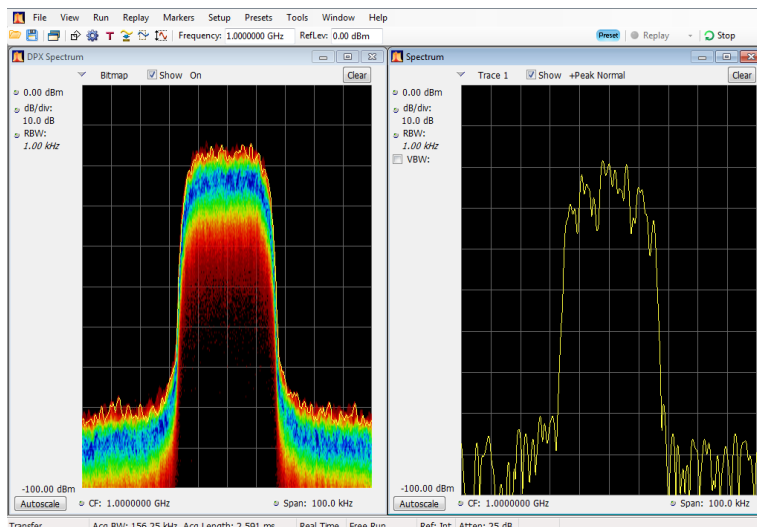 File View Run Replay Markers Setup Presets Tools Window Help
Frequency: 1.0000000 GHz RefLev: 0.00 dBm Preset Replay Stop
DPX Spectrum
Bitmap Show On Clear
0.00 dBm
dB/div:
10.0 dB
RBW:
1.00 kHz
-100.00 dBm
Autoscale CF: 1.0000000 GHz Span: 100.0 kHz
Spectrum
Trace 1 Show +Peak Normal Clear
0.00 dBm
dB/div:
10.0 dB
RBW:
1.00 kHz
VBW:
-100.00 dBm
Autoscale CF: 1.0000000 GHz Span: 100.0 kHz
Transfer Acq BW: 156.25 kHz, Acq Length: 2.591 ms Real Time Free Run Ref: Int Atten: 25 dB